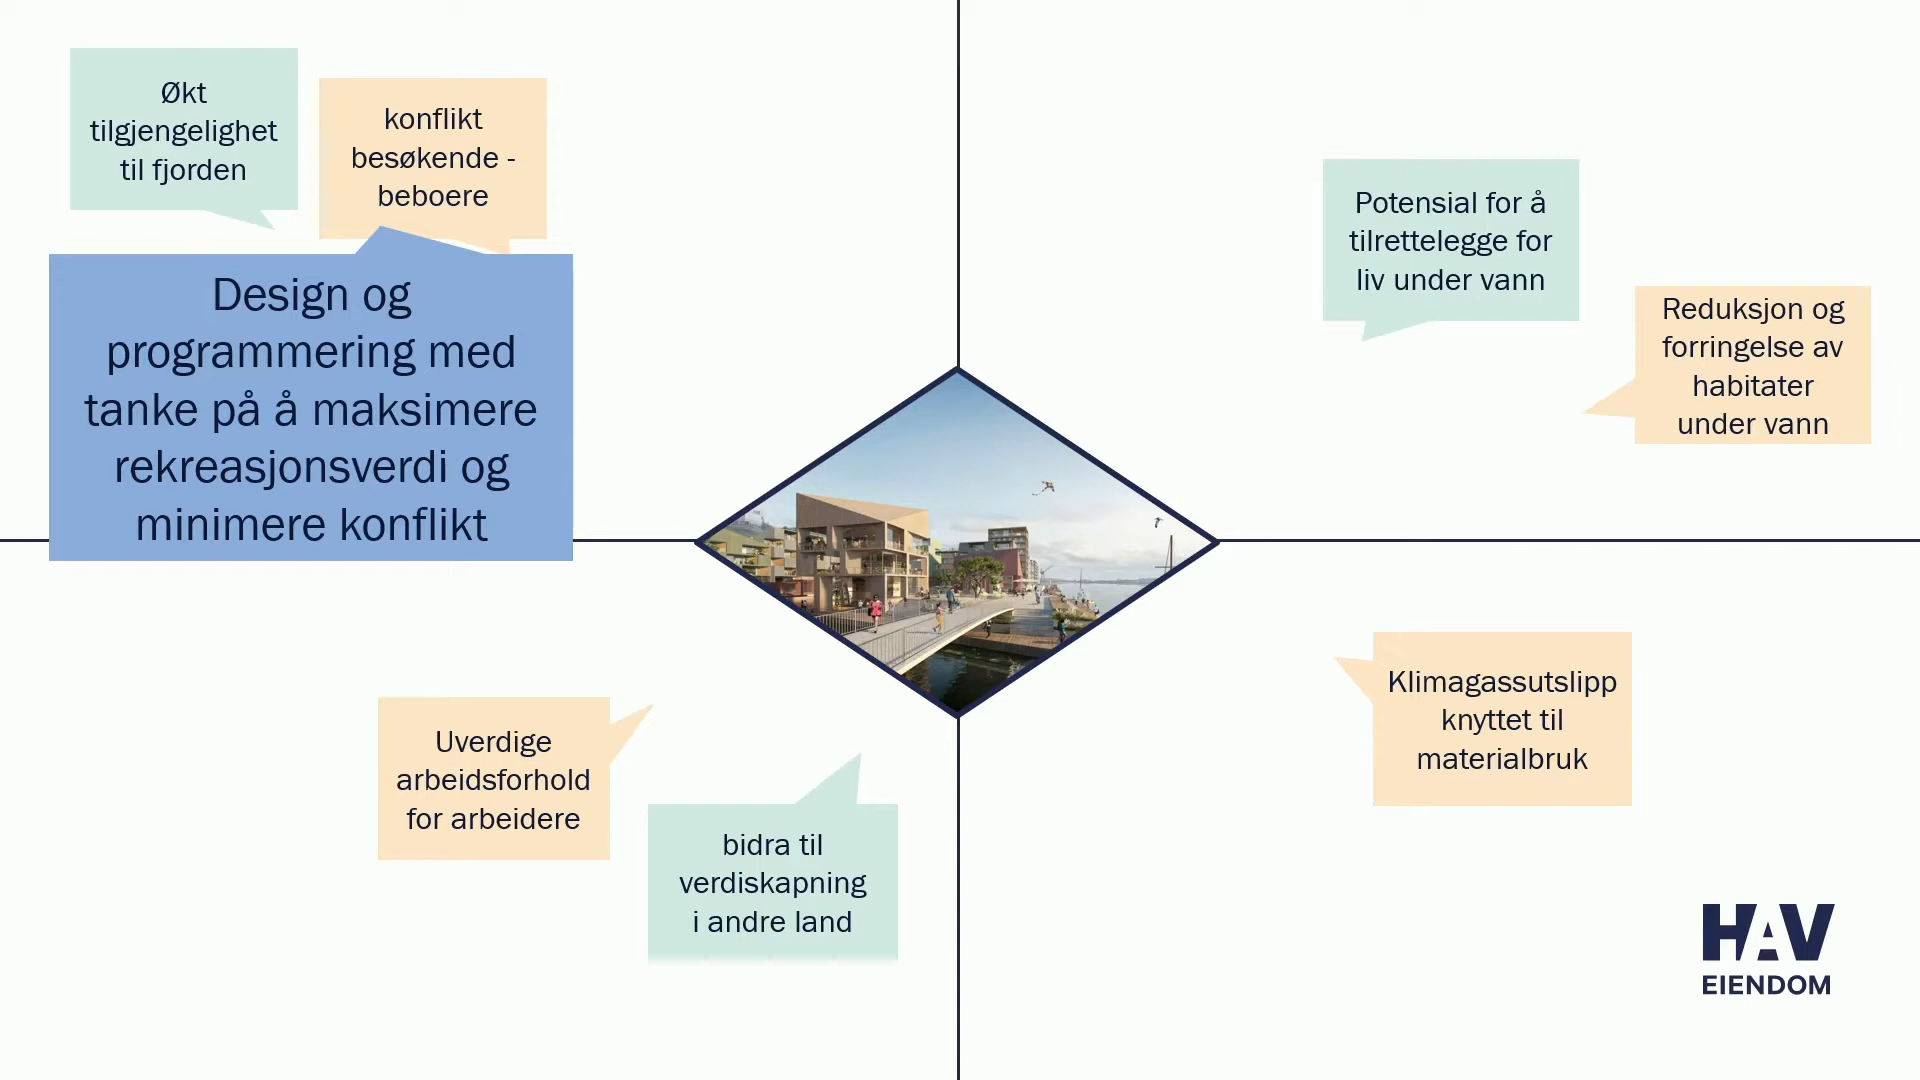 Økt
tilgjengelighet
til fjorden
konflikt
besøkende -
beboere
Design og
programmering med
tanke på å maksimere
rekreasjonsverdi og
minimere konflikt
Potensial for å
tilrettelegge for
liv under vann
Reduksjon og
forringelse av
habitater
under vann
Uverdige
arbeidsforhold
for arbeidere
bidra til
verdiskapning
i andre land
Klimagassutslipp
knyttet til
materialbruk
HAV
EIENDOM